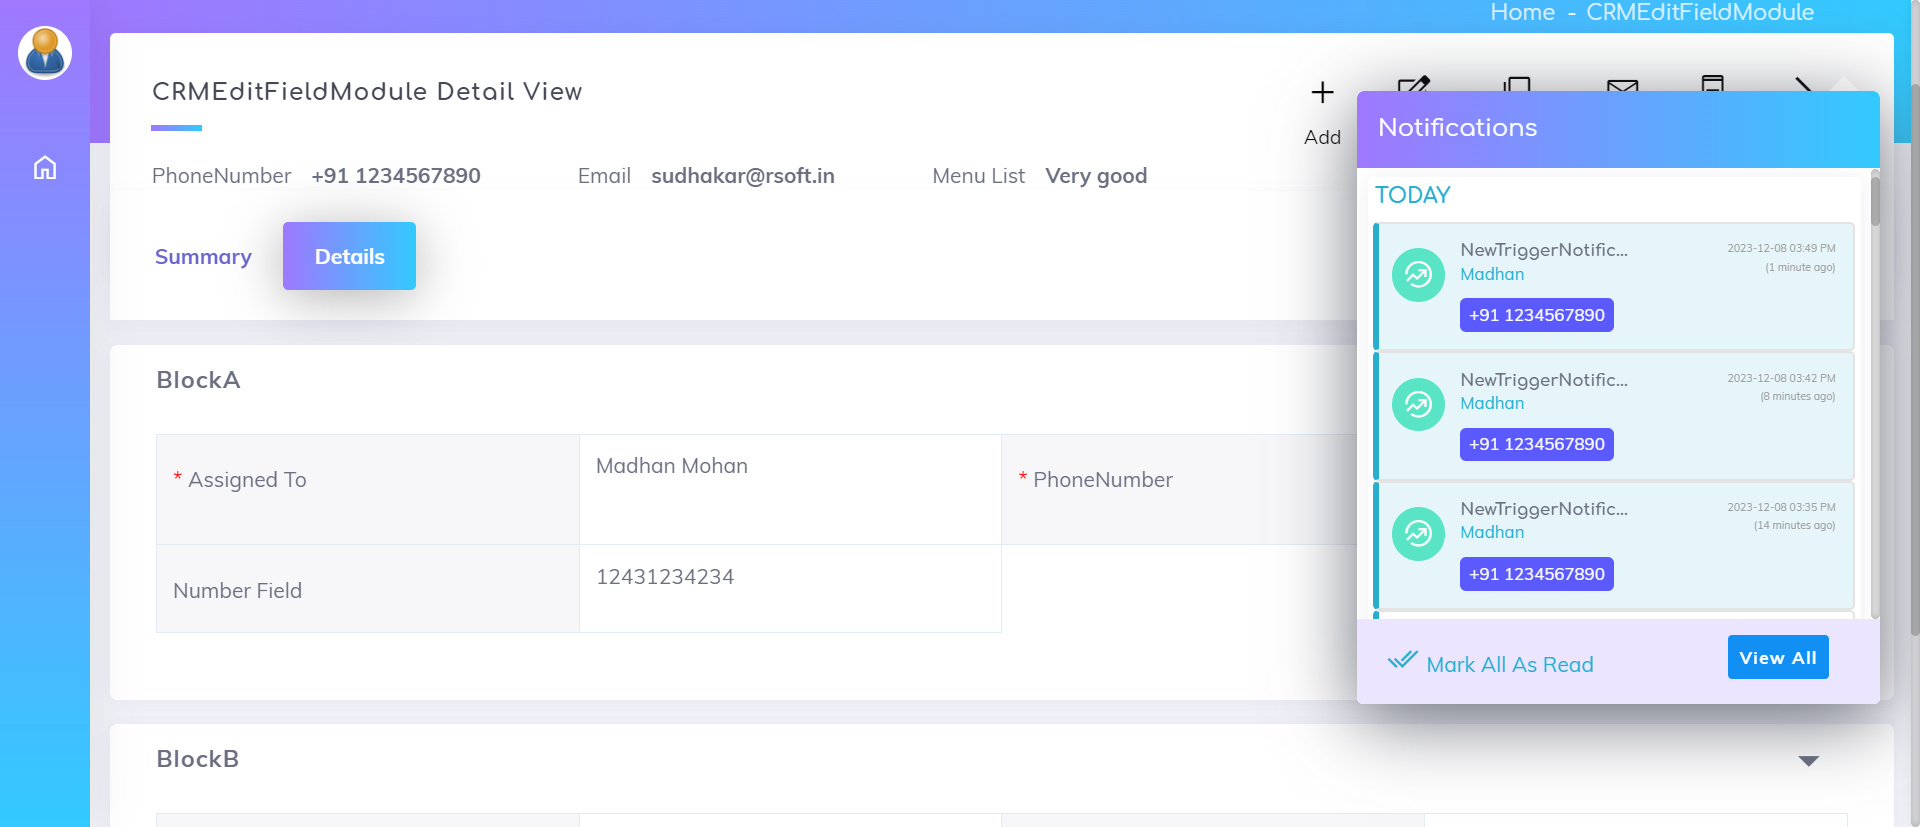 Home - CRMEditFieldModule
CRMEditFieldModule Detail View
Add
PhoneNumber +91 1234567890 Email sudhakar@rsoft.in Menu List Very good
Summary Details
BlockA
* Assigned To Madhan Mohan * PhoneNumber
Number Field 12431234234
BlockB
Notifications
TODAY
NewTriggerNotific... 2023-12-08 03:49 PM
Madhan (1 minute ago)
+91 1234567890
NewTriggerNotific... 2023-12-08 03:42 PM
Madhan (8 minutes ago)
+91 1234567890
NewTriggerNotific... 2023-12-08 03:35 PM
Madhan (14 minutes ago)
+91 1234567890
Mark All As Read View All